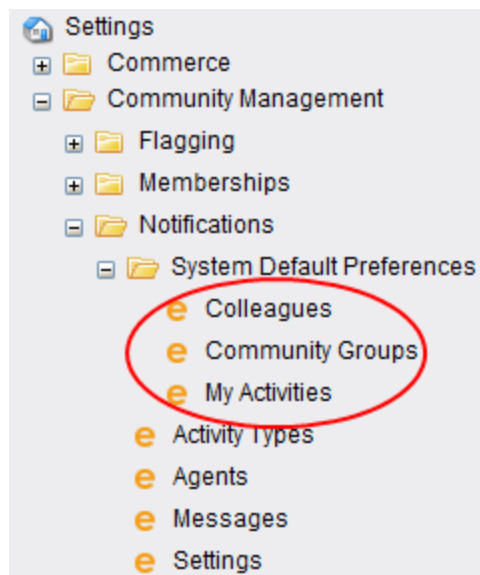 Settings
Commerce
Community Management
Flagging
Memberships
Notifications
System Default Preferences
Colleagues
Community Groups
My Activities
Activity Types
Agents
Messages
Settings